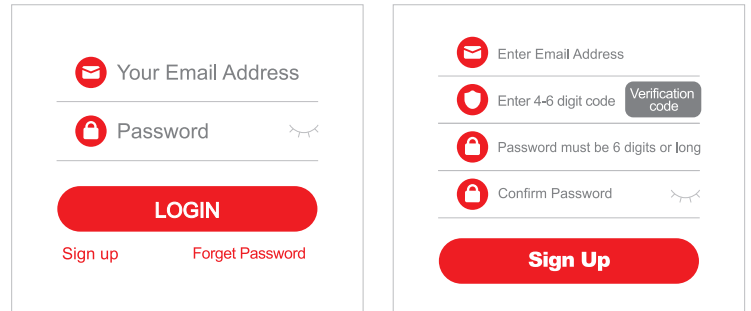 Your Email Address
Password
LOGIN
Sign up
Forget Password
Enter Email Address
Enter 4-6 digit code
Verification
code
Password must be 6 digits or long
Confirm Password
Sign Up